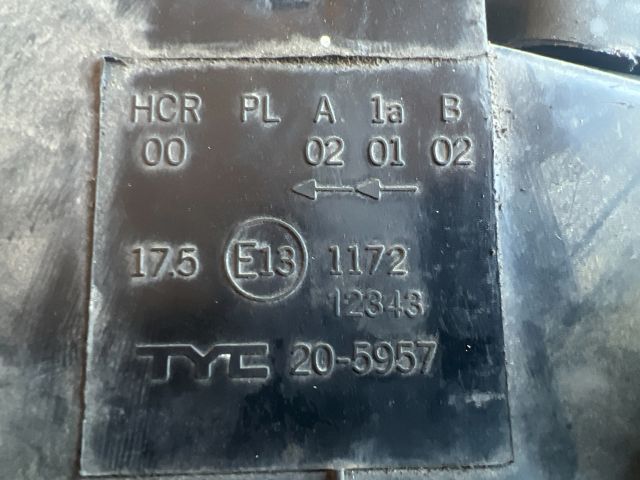 HCR PL A 1a B
00 02 01 02
17.5 E13 1172
12343
TYC 20-5957